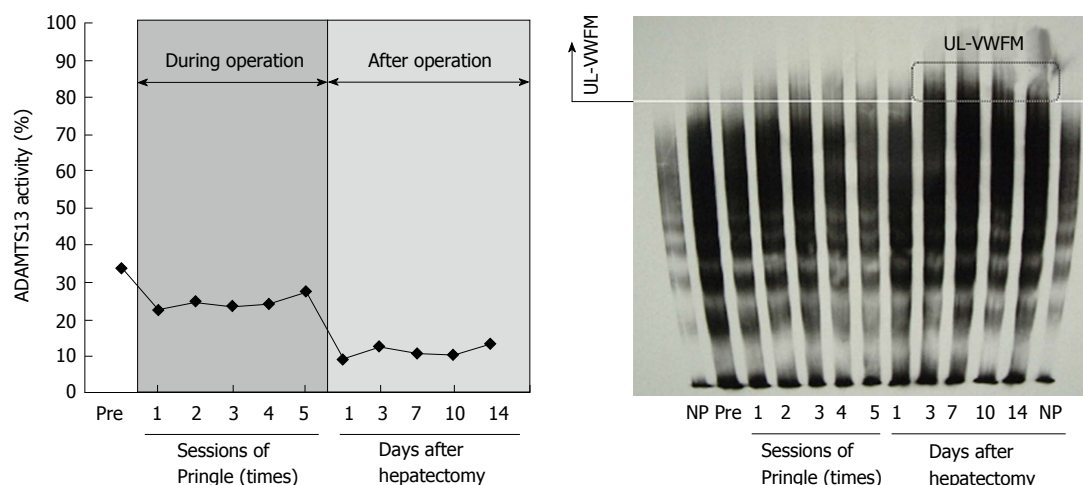 100
90
80
70
60
50
40
30
20
10
0
ADAMTS13 activity (%)
During operation
After operation
Pre 1 2 3 4 5 1 3 7 10 14
Sessions of
Pringle (times)
Days after
hepatectomy
UL-VWFM
UL-VWFM
NP Pre 1 2 3 4 5 1 3 7 10 14 NP
Sessions of
Pringle (times)
Days after
hepatectomy